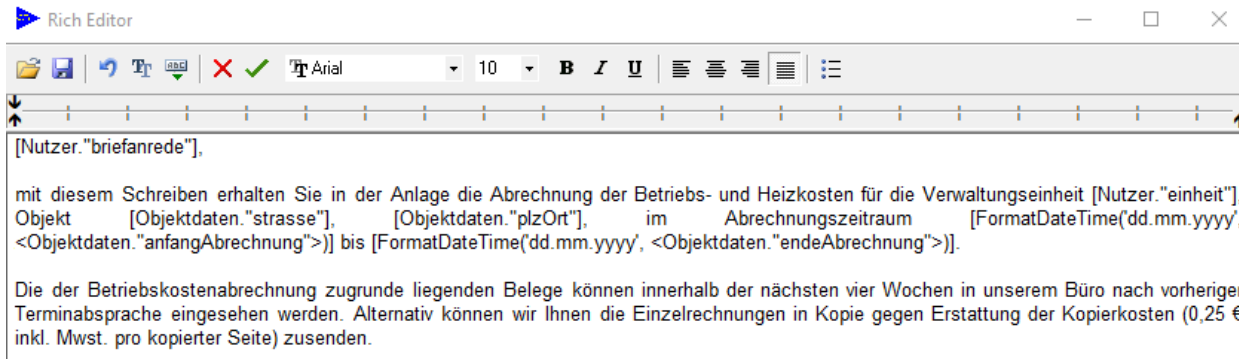 Rich Editor
Arial 10 B I U
[Nutzer."briefanrede"],
mit diesem Schreiben erhalten Sie in der Anlage die Abrechnung der Betriebs- und Heizkosten für die Verwaltungseinheit [Nutzer."einheit"],
Objekt [Objektdaten."strasse"], [Objektdaten."plzOrt"], im Abrechnungszeitraum [FormatDateTime('dd.mm.yyyy',
<Objektdaten."anfangAbrechnung">)] bis [FormatDateTime('dd.mm.yyyy', <Objektdaten."endeAbrechnung">)].
Die der Betriebskostenabrechnung zugrunde liegenden Belege können innerhalb der nächsten vier Wochen in unserem Büro nach vorheriger
Terminabsprache eingesehen werden. Alternativ können wir Ihnen die Einzelrechnungen in Kopie gegen Erstattung der Kopierkosten (0,25 €
inkl. Mwst. pro kopierter Seite) zusenden.